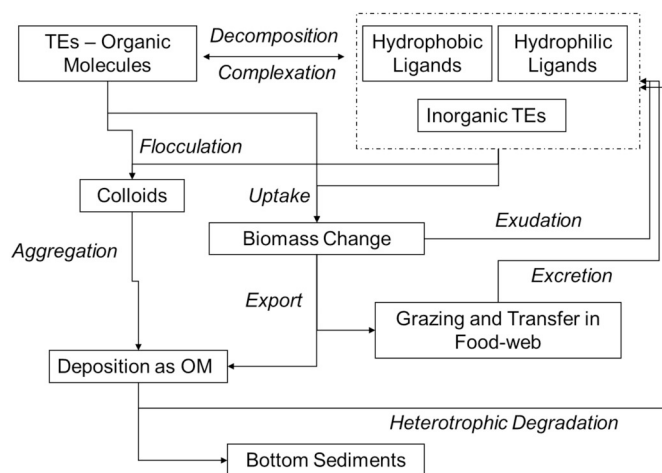 TEs – Organic
Molecules
Decomposition
Complexation
Hydrophobic
Ligands
Hydrophilic
Ligands
Inorganic TEs
Flocculation
Colloids
Uptake
Exudation
Biomass Change
Aggregation
Excretion
Export
Grazing and Transfer in
Food-web
Deposition as OM
Heterotrophic Degradation
Bottom Sediments